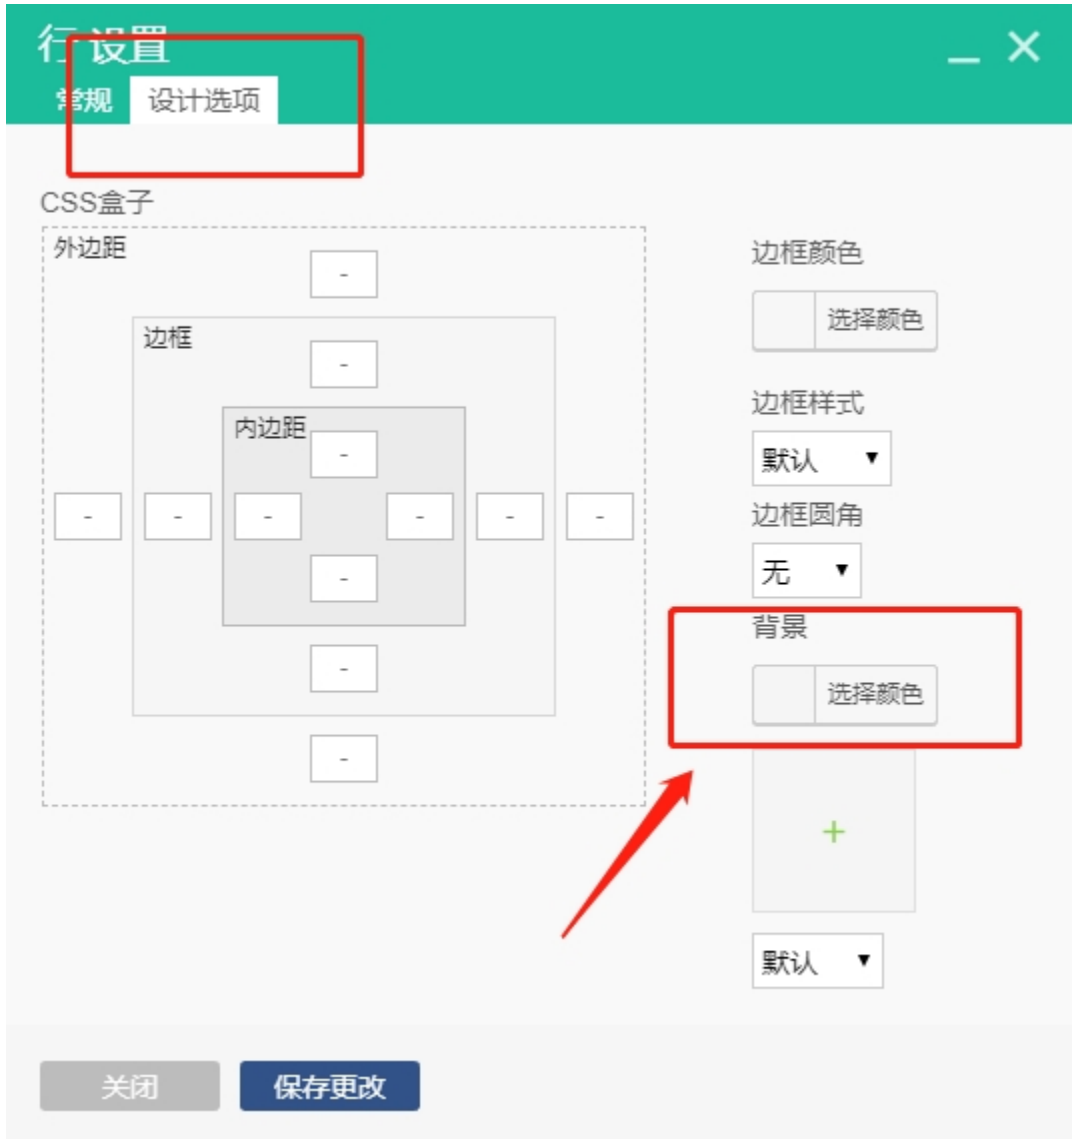 行 设置
常规 设计选项
CSS盒子
外边距
-
边框
-
内边距
-
- - - - - -
-
-
-
边框颜色
选择颜色
边框样式
默认
边框圆角
无
背景
选择颜色
+
默认
关闭 保存更改